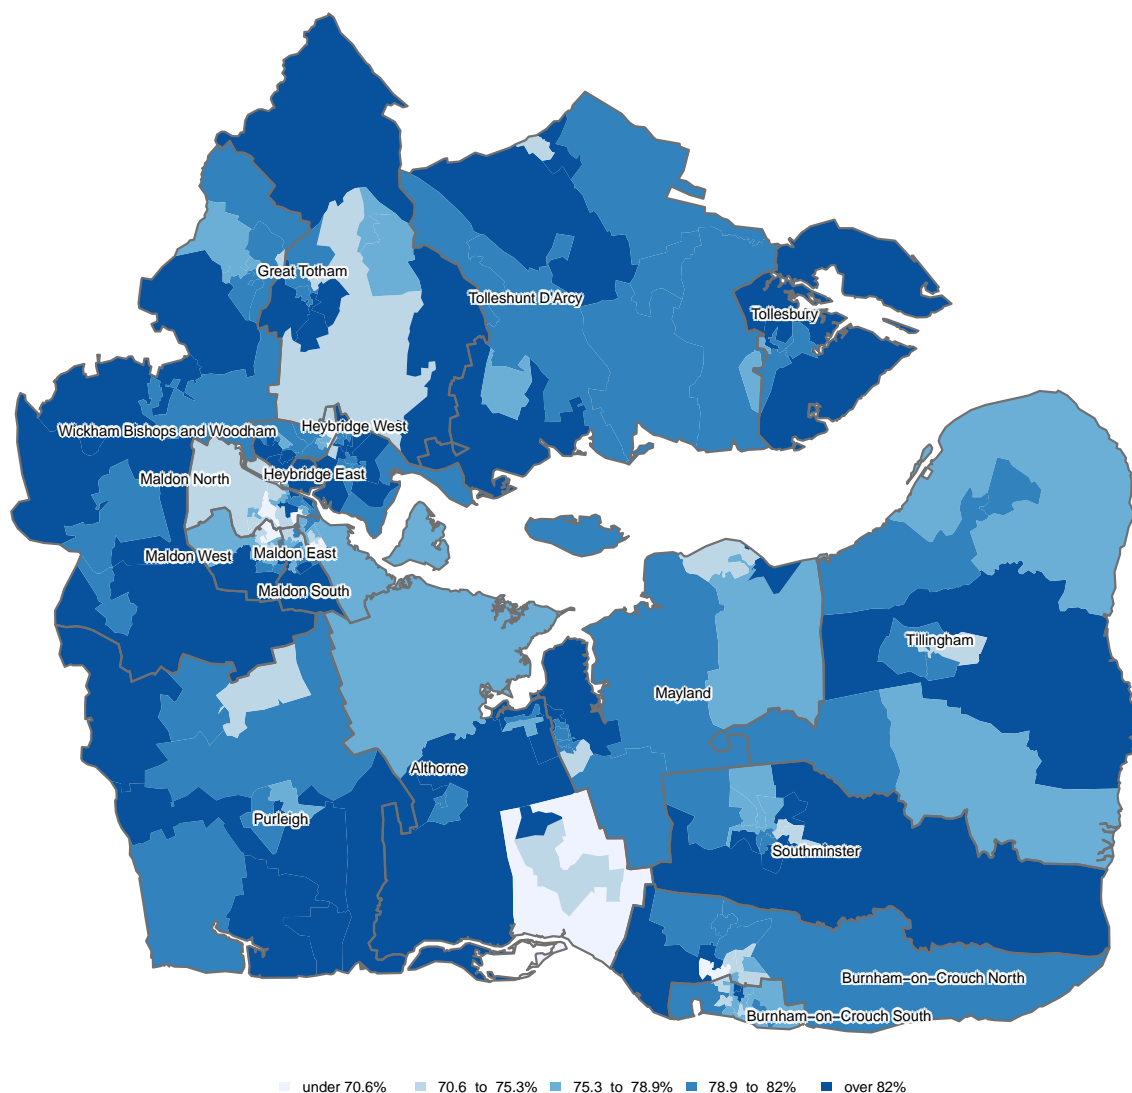 Great Totham
Tolleshunt D'Arcy
Tollesbury
Heybridge West
Wickham Bishops and Woodham
Heybridge East
Maldon North
Maldon East
Maldon West
Maldon South
Tillingham
Mayland
Althorne
Purleigh
Southminster
Burnham−on−Crouch North
Burnham−on−Crouch South
under 70.6% 70.6 to 75.3% 75.3 to 78.9% 78.9 to 82% over 82%